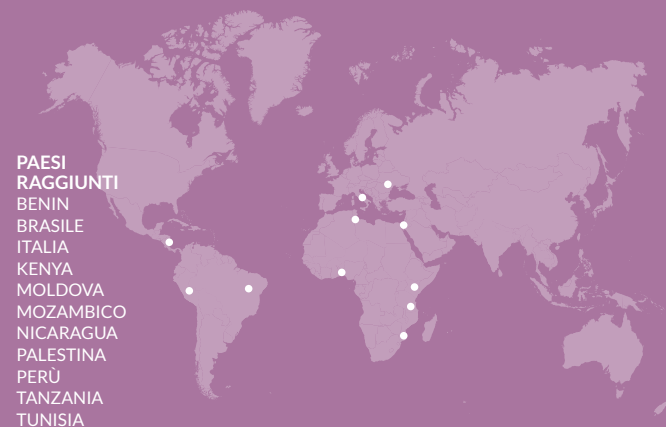 PAESI
RAGGIUNTI
BENIN
BRASILE
ITALIA
KENYA
MOLDOVA
MOZAMBICO
NICARAGUA
PALESTINA
PERÙ
TANZANIA
TUNISIA